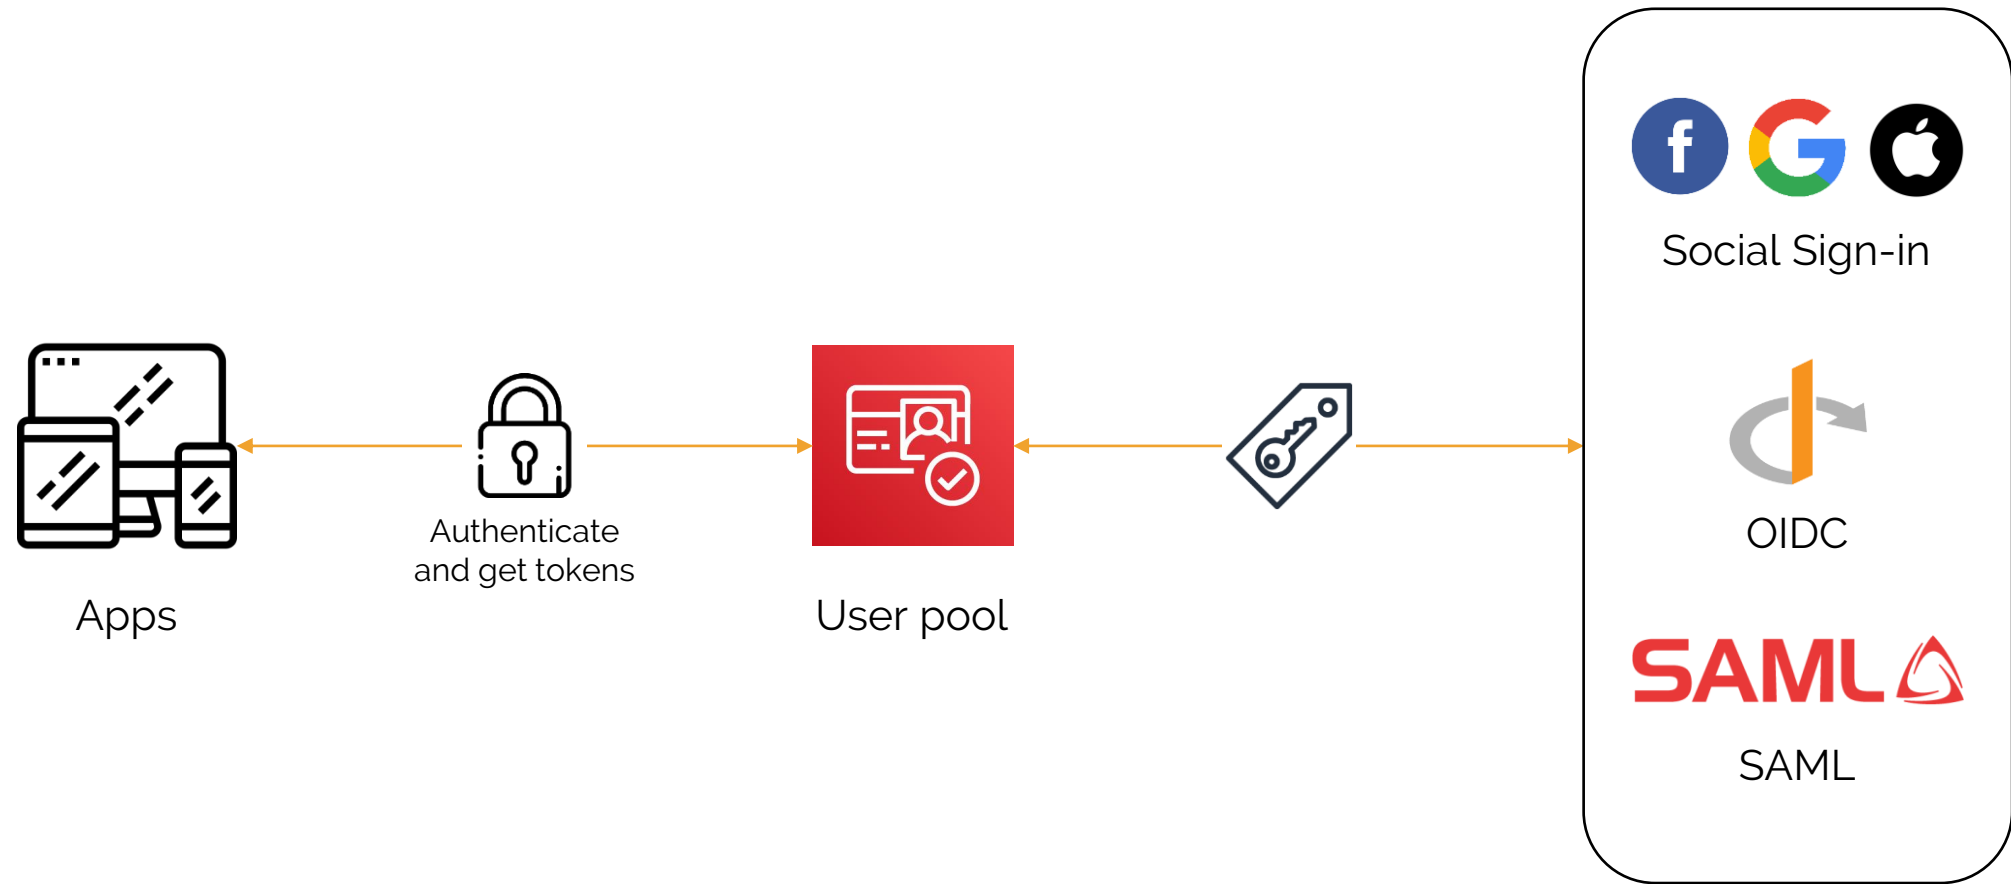 Social Sign-in
Authenticate
and get tokens
OIDC
Apps
User pool
SAML
SAML